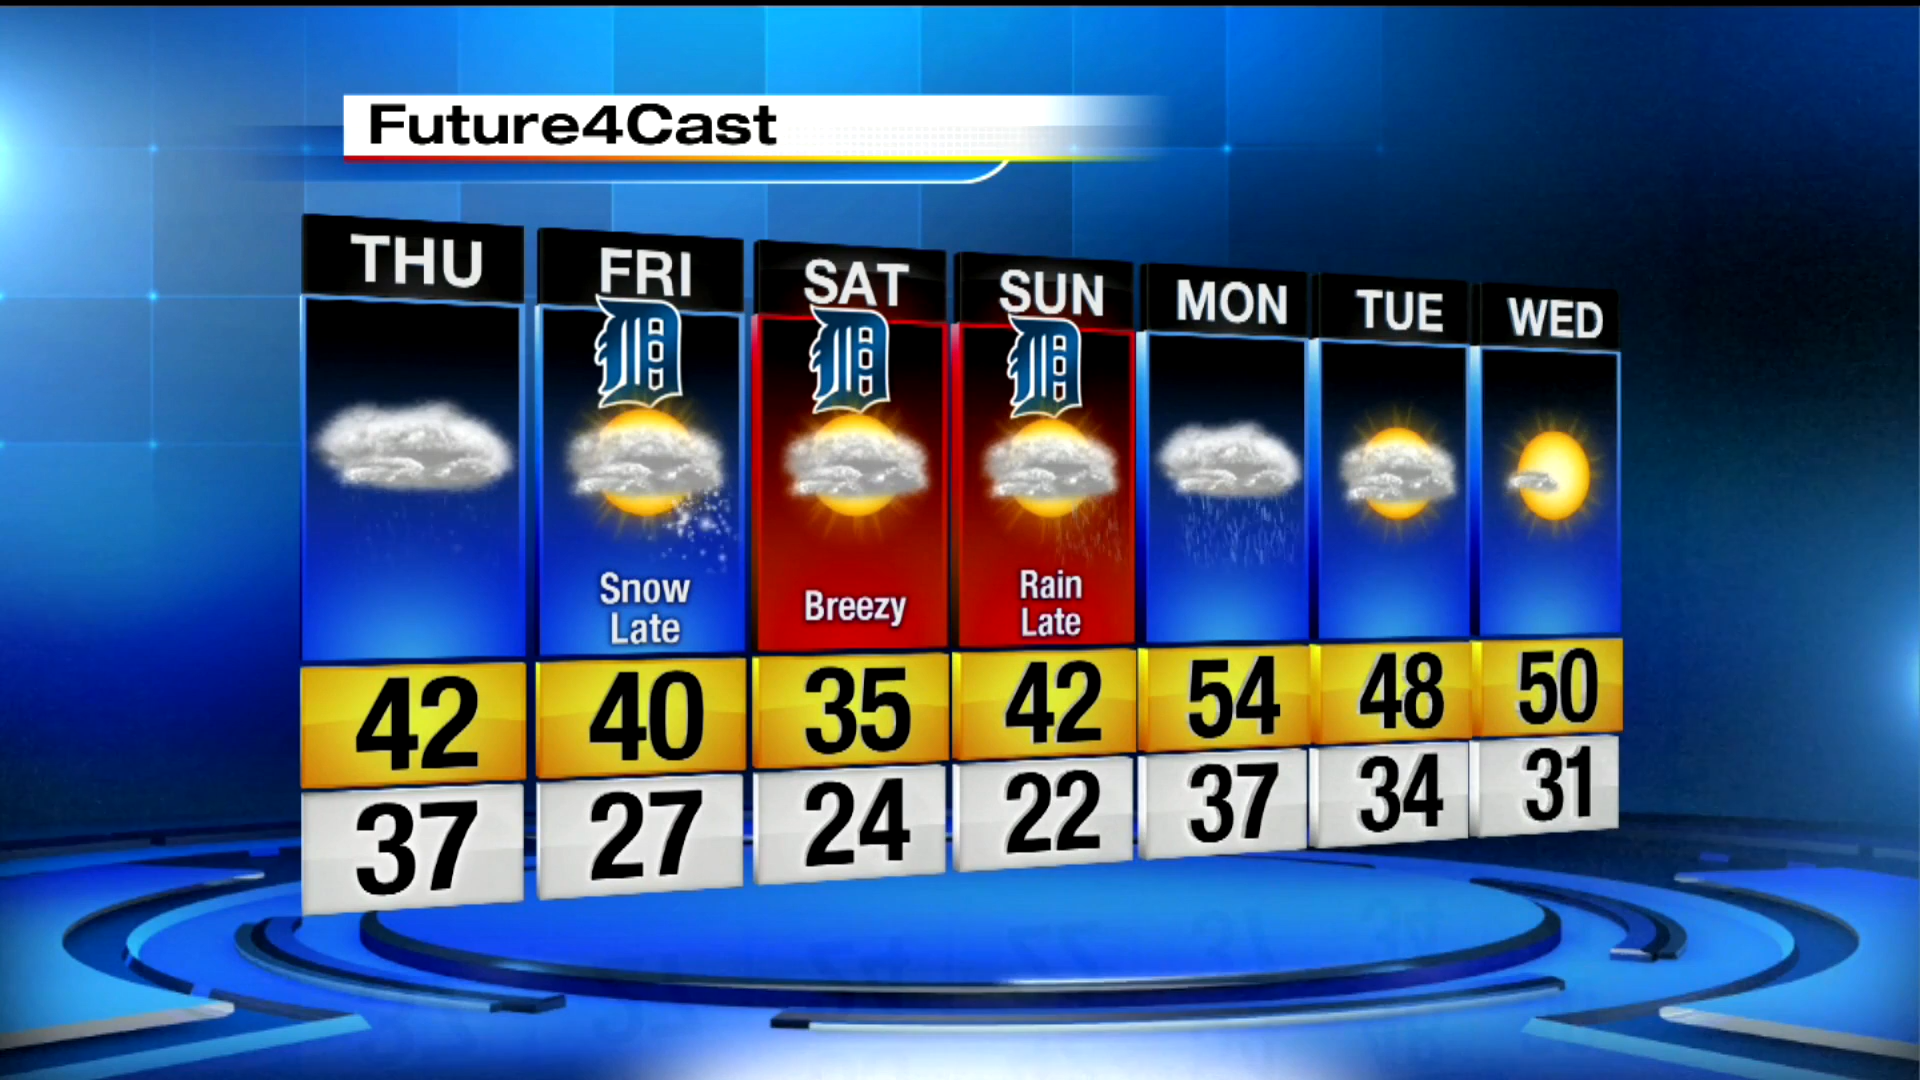 Future4Cast
THU FRI SAT SUN MON TUE WED
D D D
Snow
Late
Breezy
Rain
Late
42 40 35 42 54 48 50
37 27 24 22 37 34 31